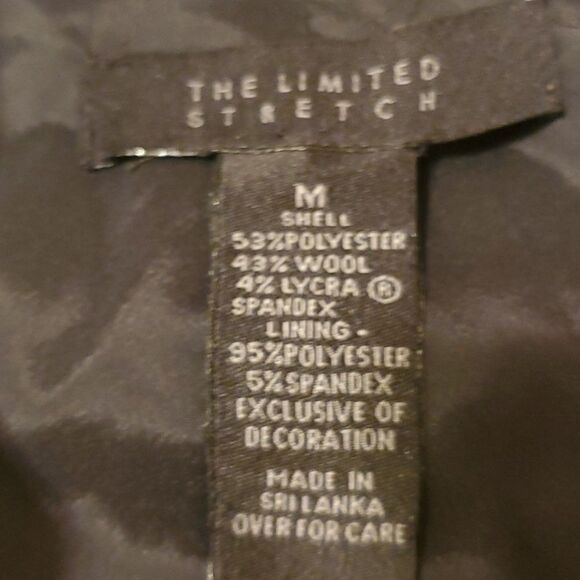 THE LIMITED
STRETCH
M
SHELL
53%POLYESTER
43% WOOL
4% LYCRA ®
SPANDEX
LINING-
95%POLYESTER
5%SPANDEX
EXCLUSIVE OF
DECORATION
MADE IN
SRI LANKA
OVER FOR CARE